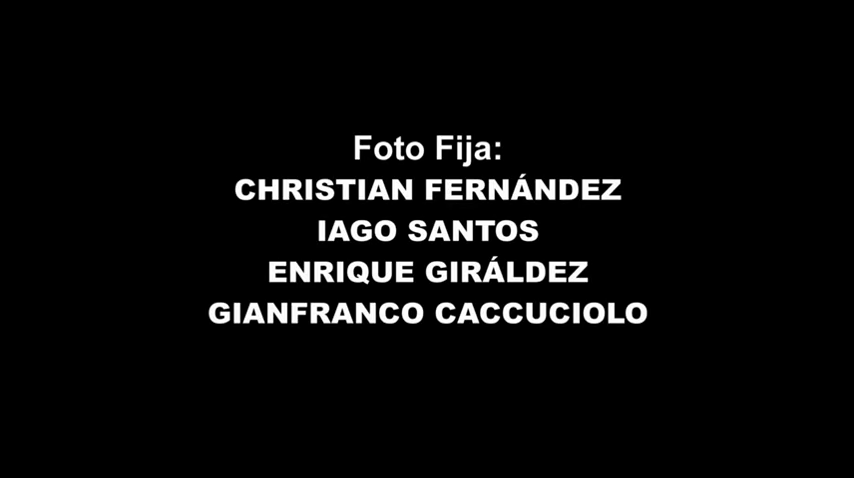 Foto Fija:
CHRISTIAN FERNÁNDEZ
IAGO SANTOS
ENRIQUE GIRÁLDEZ
GIANFRANCO CACCUCIOLO